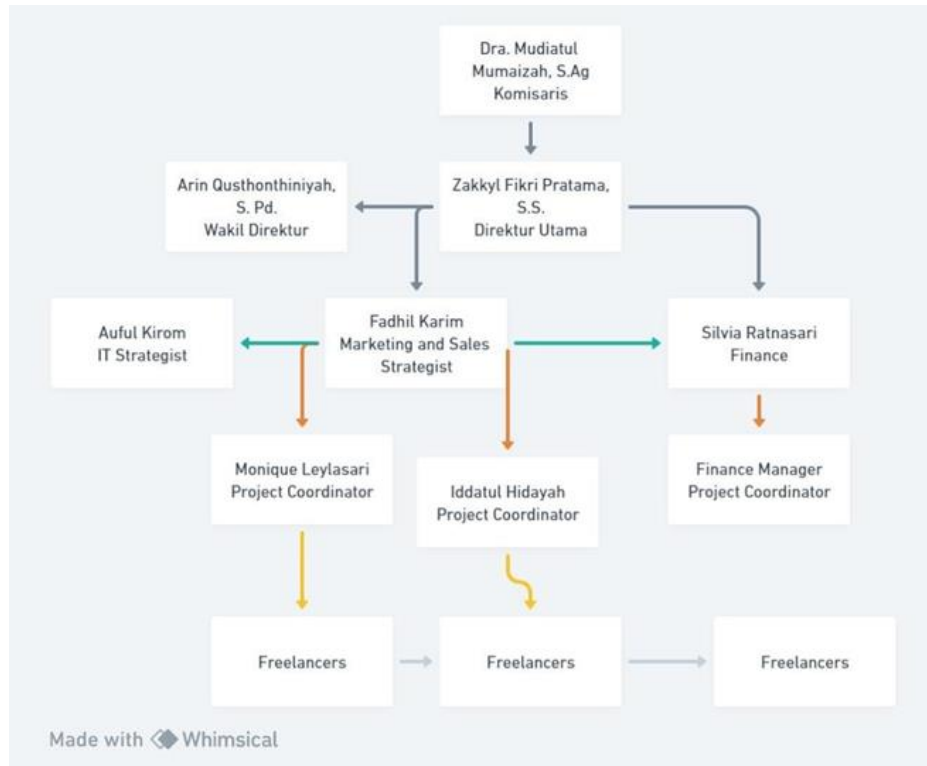 Dra. Mudiatul
Mumaizah, S.Ag
Komisaris
Arin Qusthonthiniyah,
S. Pd.
Wakil Direktur
Zakkyl Fikri Pratama,
S.S.
Direktur Utama
Auful Kirom
IT Strategist
Fadhil Karim
Marketing and Sales
Strategist
Silvia Ratnasari
Finance
Monique Leylasari
Project Coordinator
Iddatul Hidayah
Project Coordinator
Finance Manager
Project Coordinator
Freelancers
Freelancers
Freelancers
Made with Whimsical